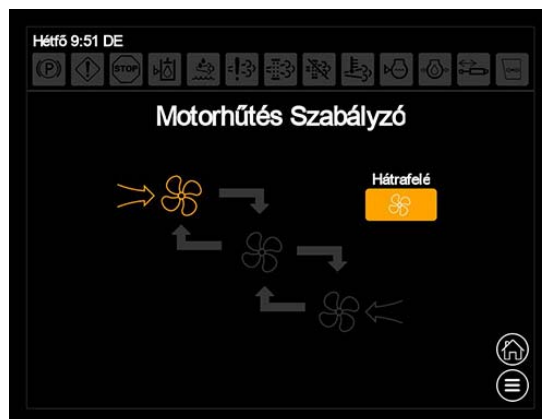 Hétfő 9:51 DE
(P)
STOP
Motorhűtés Szabályzó
Hátrafelé